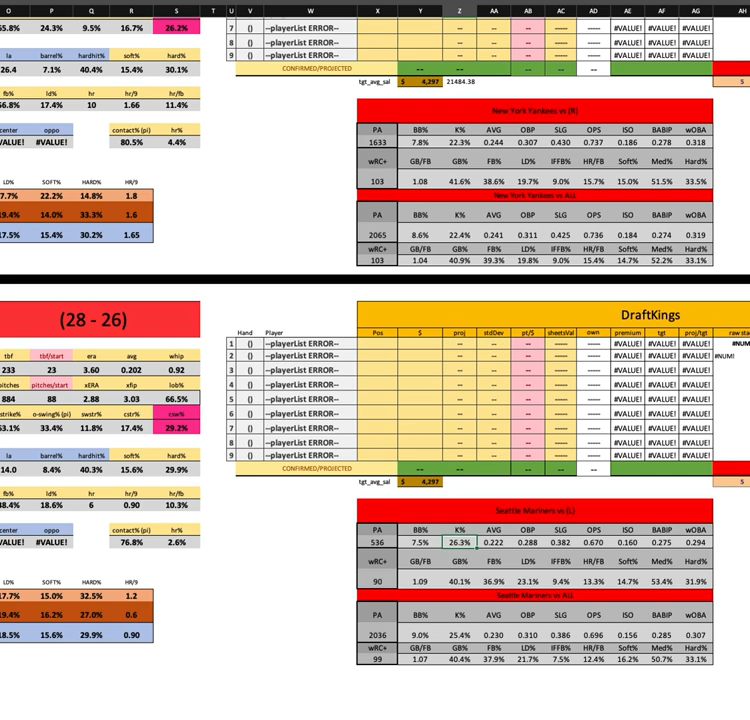 O P Q R S T U V W X Y Z AA AB AC AD AE AF AG AH
55.8% 24.3% 9.5% 16.7% 26.2% 7 () --playerList ERROR-- -- -- -- ----- ----- #VALUE! #VALUE! #VALUE!
8 () --playerList ERROR-- -- -- -- ----- ----- #VALUE! #VALUE! #VALUE!
la barrel% hardhit% soft% hard% 9 () --playerList ERROR-- -- -- -- ----- ----- #VALUE! #VALUE! #VALUE!
26.4 7.1% 40.4% 15.4% 30.1% CONFIRMED/PROJECTED -- -- -- -- --
tgt_avg_sal $ 4,297 21484.38 $
fb% ld% hr hr/9 hr/fb
56.8% 17.4% 10 1.66 11.4% New York Yankees vs (R)
center oppo contact% (pi) hr% PA BB% K% AVG OBP SLG OPS ISO BABIP wOBA
VALUE! #VALUE! 80.5% 4.4% 1633 7.8% 22.3% 0.244 0.307 0.430 0.737 0.186 0.278 0.318
wRC+ GB/FB GB% FB% LD% IFFB% HR/FB Soft% Med% Hard%
LD% SOFT% HARD% HR/9 103 1.08 41.6% 38.6% 19.7% 9.0% 15.7% 15.0% 51.5% 33.5%
7.7% 22.2% 14.8% 1.8 New York Yankees vs ALL
19.4% 14.0% 33.3% 1.6 PA BB% K% AVG OBP SLG OPS ISO BABIP wOBA
17.5% 15.4% 30.2% 1.65 2065 8.6% 22.4% 0.241 0.311 0.425 0.736 0.184 0.274 0.319
wRC+ GB/FB GB% FB% LD% IFFB% HR/FB Soft% Med% Hard%
103 1.04 40.9% 39.3% 19.8% 9.0% 15.4% 14.7% 52.2% 33.1%
(28 - 26) DraftKings
Hand Player Pos $ proj stdDev pt/$ sheetsVal own premium tgt proj/tgt raw sta
1 () --playerList ERROR-- -- -- -- ----- ----- #VALUE! #VALUE! #VALUE! #NUM
tbf tbf/start era avg whip 2 () --playerList ERROR-- -- -- -- ----- ----- #VALUE! #VALUE! #VALUE! #NUM!
233 23 3.60 0.202 0.92 3 () --playerList ERROR-- -- -- -- ----- ----- #VALUE! #VALUE! #VALUE!
pitches pitches/start xERA xfip lob% 4 () --playerList ERROR-- -- -- -- ----- ----- #VALUE! #VALUE! #VALUE!
884 88 2.88 3.03 66.5% 5 () --playerList ERROR-- -- -- -- ----- ----- #VALUE! #VALUE! #VALUE!
strike% o-swing% (pi) swstr% cstr% csw% 6 () --playerList ERROR-- -- -- -- ----- ----- #VALUE! #VALUE! #VALUE!
63.1% 33.4% 11.8% 17.4% 29.2% 7 () --playerList ERROR-- -- -- -- ----- ----- #VALUE! #VALUE! #VALUE!
8 () --playerList ERROR-- -- -- -- ----- ----- #VALUE! #VALUE! #VALUE!
la barrel% hardhit% soft% hard% 9 () --playerList ERROR-- -- -- -- ----- ----- #VALUE! #VALUE! #VALUE!
14.0 8.4% 40.3% 15.6% 29.9% CONFIRMED/PROJECTED -- -- -- -- --
tgt_avg_sal $ 4,297 $
fb% ld% hr hr/9 hr/fb
38.4% 18.6% 6 0.90 10.3% Seattle Mariners vs (L)
center oppo contact% (pi) hr% PA BB% K% AVG OBP SLG OPS ISO BABIP wOBA
VALUE! #VALUE! 76.8% 2.6% 536 7.5% 26.3% 0.222 0.288 0.382 0.670 0.160 0.275 0.294
wRC+ GB/FB GB% FB% LD% IFFB% HR/FB Soft% Med% Hard%
LD% SOFT% HARD% HR/9 90 1.09 40.1% 36.9% 23.1% 9.4% 13.3% 14.7% 53.4% 31.9%
17.7% 15.0% 32.5% 1.2 Seattle Mariners vs ALL
19.4% 16.2% 27.0% 0.6 PA BB% K% AVG OBP SLG OPS ISO BABIP wOBA
18.5% 15.6% 29.9% 0.90 2036 9.0% 25.4% 0.230 0.310 0.386 0.696 0.156 0.285 0.307
wRC+ GB/FB GB% FB% LD% IFFB% HR/FB Soft% Med% Hard%
99 1.07 40.4% 37.9% 21.7% 7.5% 12.4% 16.2% 50.7% 33.1%